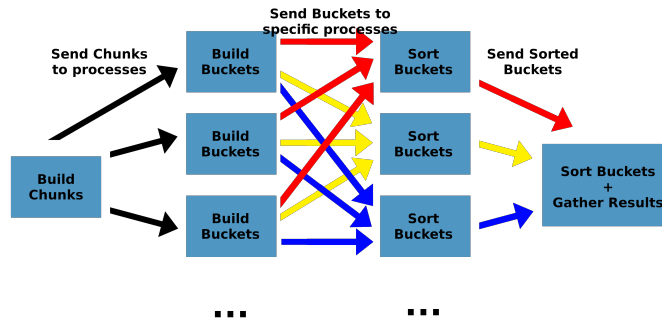 Send Buckets to
specific processes
Send Chunks
to processes
Build
Buckets
Sort
Buckets
Send Sorted
Buckets
Build
Buckets
Sort
Buckets
Build
Chunks
Sort Buckets
+
Gather Results
Build
Buckets
Sort
Buckets
...
...